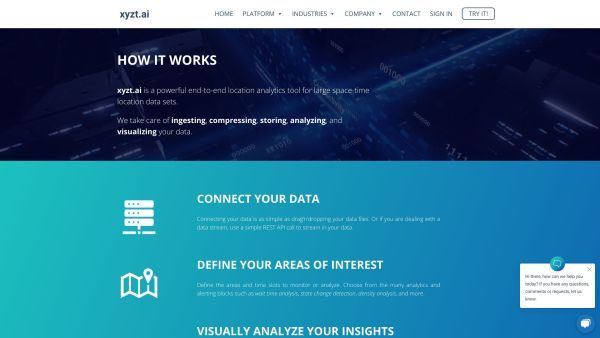 xyzt.ai
HOME PLATFORM INDUSTRIES COMPANY CONTACT SIGN IN TRY IT!
HOW IT WORKS
001000
xyzt.ai is a powerful end-to-end location analytics tool for large space-time
location data sets.
We take care of ingesting, compressing, storing, analyzing, and
visualizing your data.
CONNECT YOUR DATA
Connecting your data is as simple as drag'n'dropping your data files. Or if you are dealing with a
data stream, use a simple REST API call to stream in your data.
DEFINE YOUR AREAS OF INTEREST
Define the areas and time slots to monitor or analyze. Choose from the many analytics and
alerting blocks such as wait time analysis, state change detection, density analysis, and more.
Hi there, how can we help you
today? If you have any questions,
comments or requests, let us
know.
VISUALLY ANALYZE YOUR INSIGHTS